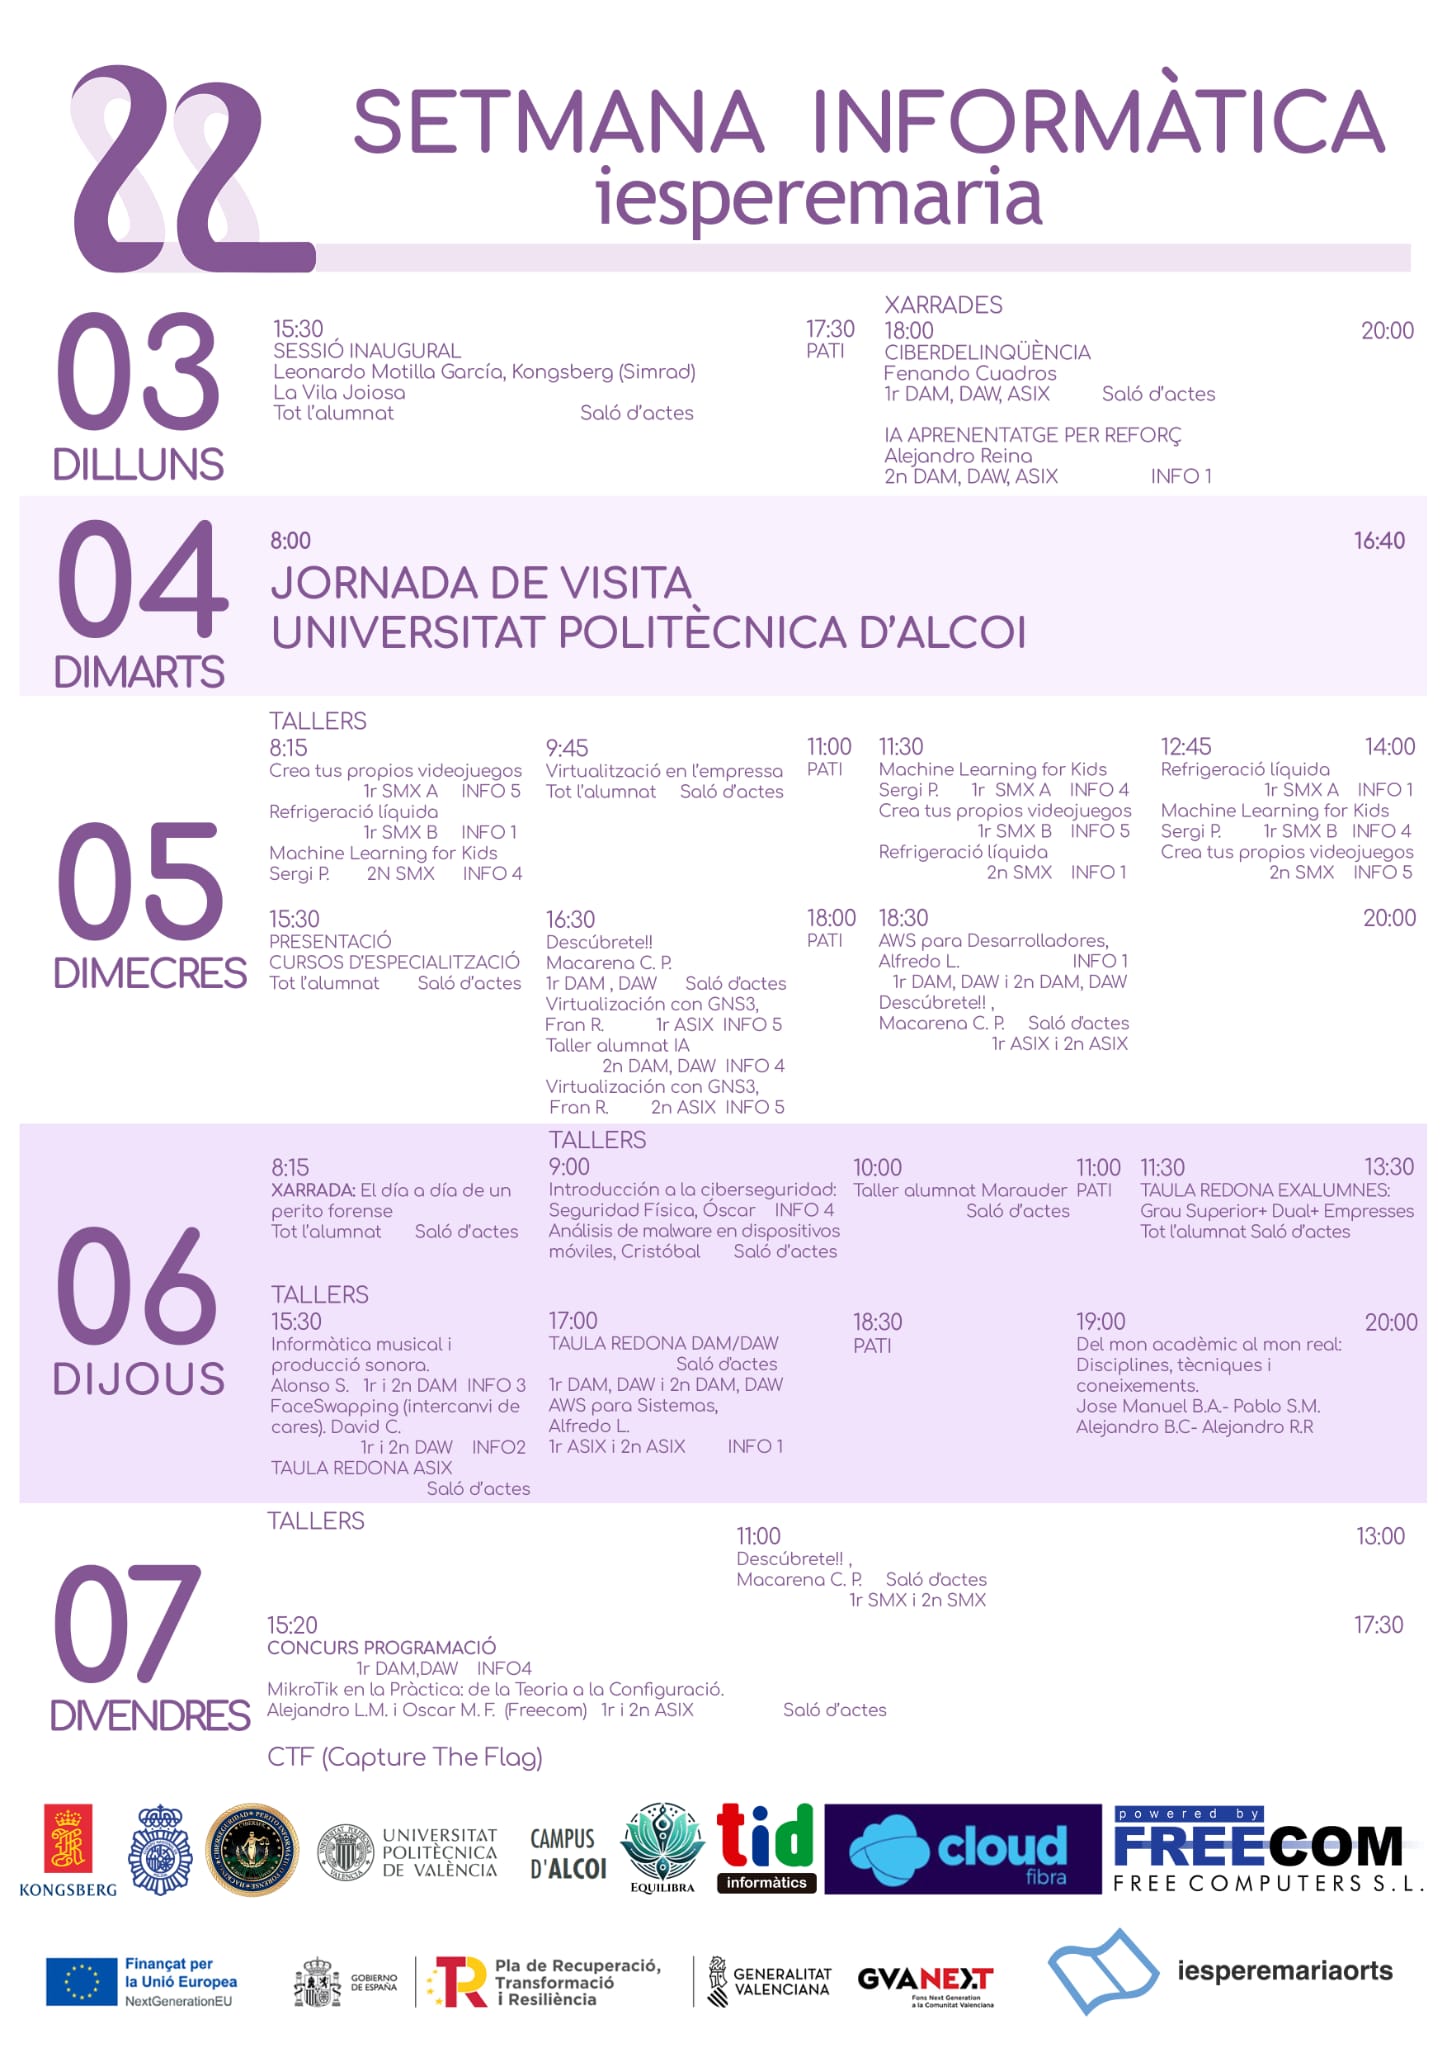 22
SETMANA INFORMÀTICA
iesperemaria
03
DILLUNS
15:30
SESSIÓ INAUGURAL
Leonardo Motilla García, Kongsberg (Simrad)
La Vila Joiosa
Tot l'alumnat Saló d'actes
17:30
PATI
XARRADES
18:00 20:00
CIBERDELINQÜÈNCIA
Fenando Cuadros
1r DAM, DAW, ASIX Saló d'actes
IA APRENENTATGE PER REFORÇ
Alejandro Reina
2n DAM, DAW, ASIX INFO 1
04
DIMARTS
8:00 16:40
JORNADA DE VISITA
UNIVERSITAT POLITÈCNICA D'ALCOI
05
DIMECRES
TALLERS
8:15
Crea tus propios videojuegos
1r SMX A INFO 5
Refrigeració líquida
1r SMX B INFO 1
Machine Learning for Kids
Sergi P. 2N SMX INFO 4
9:45
Virtualització en l'empressa
Tot l'alumnat Saló d'actes
11:00
PATI
11:30
Machine Learning for Kids
Sergi P. 1r SMX A INFO 4
Crea tus propios videojuegos
1r SMX B INFO 5
Refrigeració líquida
2n SMX INFO 1
12:45 14:00
Refrigeració líquida
1r SMX A INFO 1
Machine Learning for Kids
Sergi P. 1r SMX B INFO 4
Crea tus propios videojuegos
2n SMX INFO 5
15:30
PRESENTACIÓ
CURSOS D'ESPECIALITZACIÓ
Tot l'alumnat Saló d'actes
16:30
Descúbrete!!
Macarena C. P.
1r DAM , DAW Saló d'actes
Virtualización con GNS3,
Fran R. 1r ASIX INFO 5
Taller alumnat IA
2n DAM, DAW INFO 4
Virtualización con GNS3,
Fran R. 2n ASIX INFO 5
18:00
PATI
18:30 20:00
AWS para Desarrolladores,
Alfredo L. INFO 1
1r DAM, DAW i 2n DAM, DAW
Descúbrete!! ,
Macarena C. P. Saló d'actes
1r ASIX i 2n ASIX
06
DIJOUS
8:15
XARRADA: El día a día de un
perito forense
Tot l'alumnat Saló d'actes
TALLERS
9:00
Introducción a la ciberseguridad:
Seguridad Física, Óscar INFO 4
Análisis de malware en dispositivos
móviles, Cristóbal Saló d'actes
10:00
Taller alumnat Marauder
Saló d'actes
11:00
PATI
11:30 13:30
TAULA REDONA EXALUMNES:
Grau Superior+ Dual+ Empresses
Tot l'alumnat Saló d'actes
TALLERS
15:30
Informàtica musical i
producció sonora.
Alonso S. 1r i 2n DAM INFO 3
FaceSwapping (intercanvi de
cares). David C.
1r i 2n DAW INFO2
TAULA REDONA ASIX
Saló d'actes
17:00
TAULA REDONA DAM/DAW
Saló d'actes
1r DAM, DAW i 2n DAM, DAW
AWS para Sistemas,
Alfredo L.
1r ASIX i 2n ASIX INFO 1
18:30
PATI
19:00 20:00
Del mon acadèmic al mon real:
Disciplines, tècniques i
coneixements.
Jose Manuel B.A.- Pablo S.M.
Alejandro B.C- Alejandro R.R
07
DIVENDRES
TALLERS
11:00 13:00
Descúbrete!! ,
Macarena C. P. Saló d'actes
1r SMX i 2n SMX
15:20 17:30
CONCURS PROGRAMACIÓ
1r DAM,DAW INFO4
MikroTik en la Pràctica: de la Teoria a la Configuració.
Alejandro L.M. i Oscar M. F. (Freecom) 1r i 2n ASIX Saló d'actes
CTF (Capture The Flag)
KONGSBERG
UNIVERSITAT
POLITÈCNICA
DE VALÈNCIA
CAMPUS
D'ALCOI
EQUILIBRA
tid
informàtics
cloud
fibra
powered by
FREECOM
FREE COMPUTERS S.L.
Finançat per
la Unió Europea
NextGenerationEU
GOBIERNO
DE ESPAÑA
Pla de Recuperació,
Transformació
i Resiliència
GENERALITAT
VALENCIANA
GVANEXT
Fons Next Generation
a la Comunitat Valenciana
iesperemariaorts